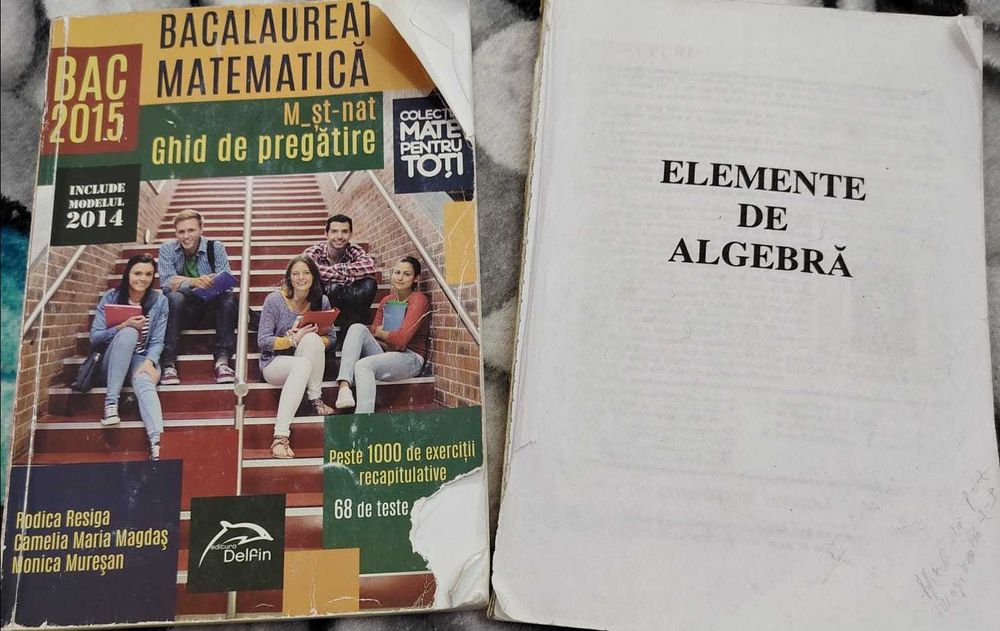 BAC
2015
BACALAUREAT
MATEMATICĂ
M_șt-nat
Ghid de pregătire
COLECȚIA
MATE
PENTRU
TOȚI
INCLUDE
MODELUL
2014
Peste 1000 de exerciții
recapitulative
68 de teste
Rodica Resiga
Camelia Maria Magdaș
Monica Mureșan
editura
Delfin
ELEMENTE
DE
ALGEBRĂ